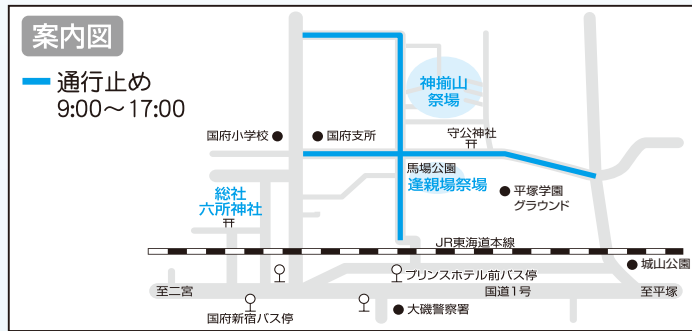 案内図
通行止め
9:00～17:00
神揃山
祭場
国府小学校
国府支所
守公神社
馬場公園
逢親場祭場
総社
六所神社
平塚学園
グラウンド
JR東海道本線
城山公園
プリンスホテル前バス停
至二宮
国道1号
至平塚
国府新宿バス停
大磯警察署